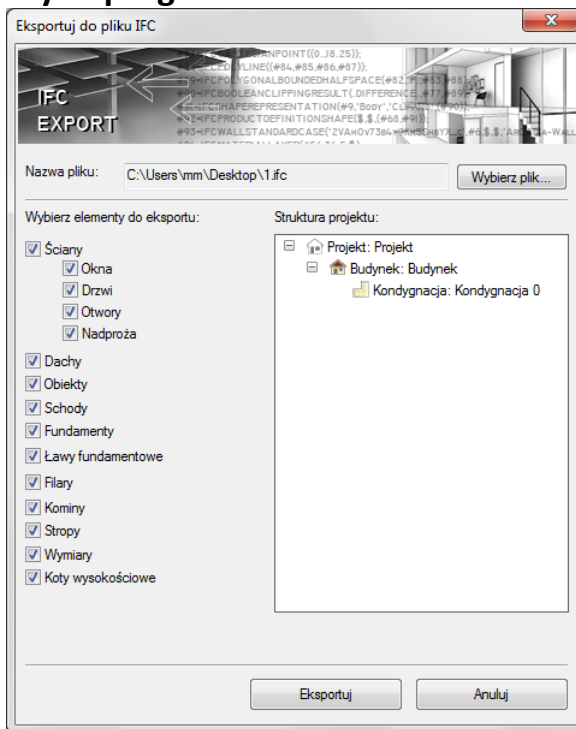 Eksportuj do pliku IFC
IFC
EXPORT
Nazwa pliku:
C:\Users\mm\Desktop\1.ifc
Wybierz plik...
Wybierz elementy do eksportu:
Struktura projektu:
Ściany
Okna
Drzwi
Otwory
Nadproża
Dachy
Obiekty
Schody
Fundamenty
Ławy fundamentowe
Filary
Kominy
Stropy
Wymiary
Koty wysokościowe
Projekt: Projekt
Budynek: Budynek
Kondygnacja: Kondygnacja 0
Eksportuj
Anuluj